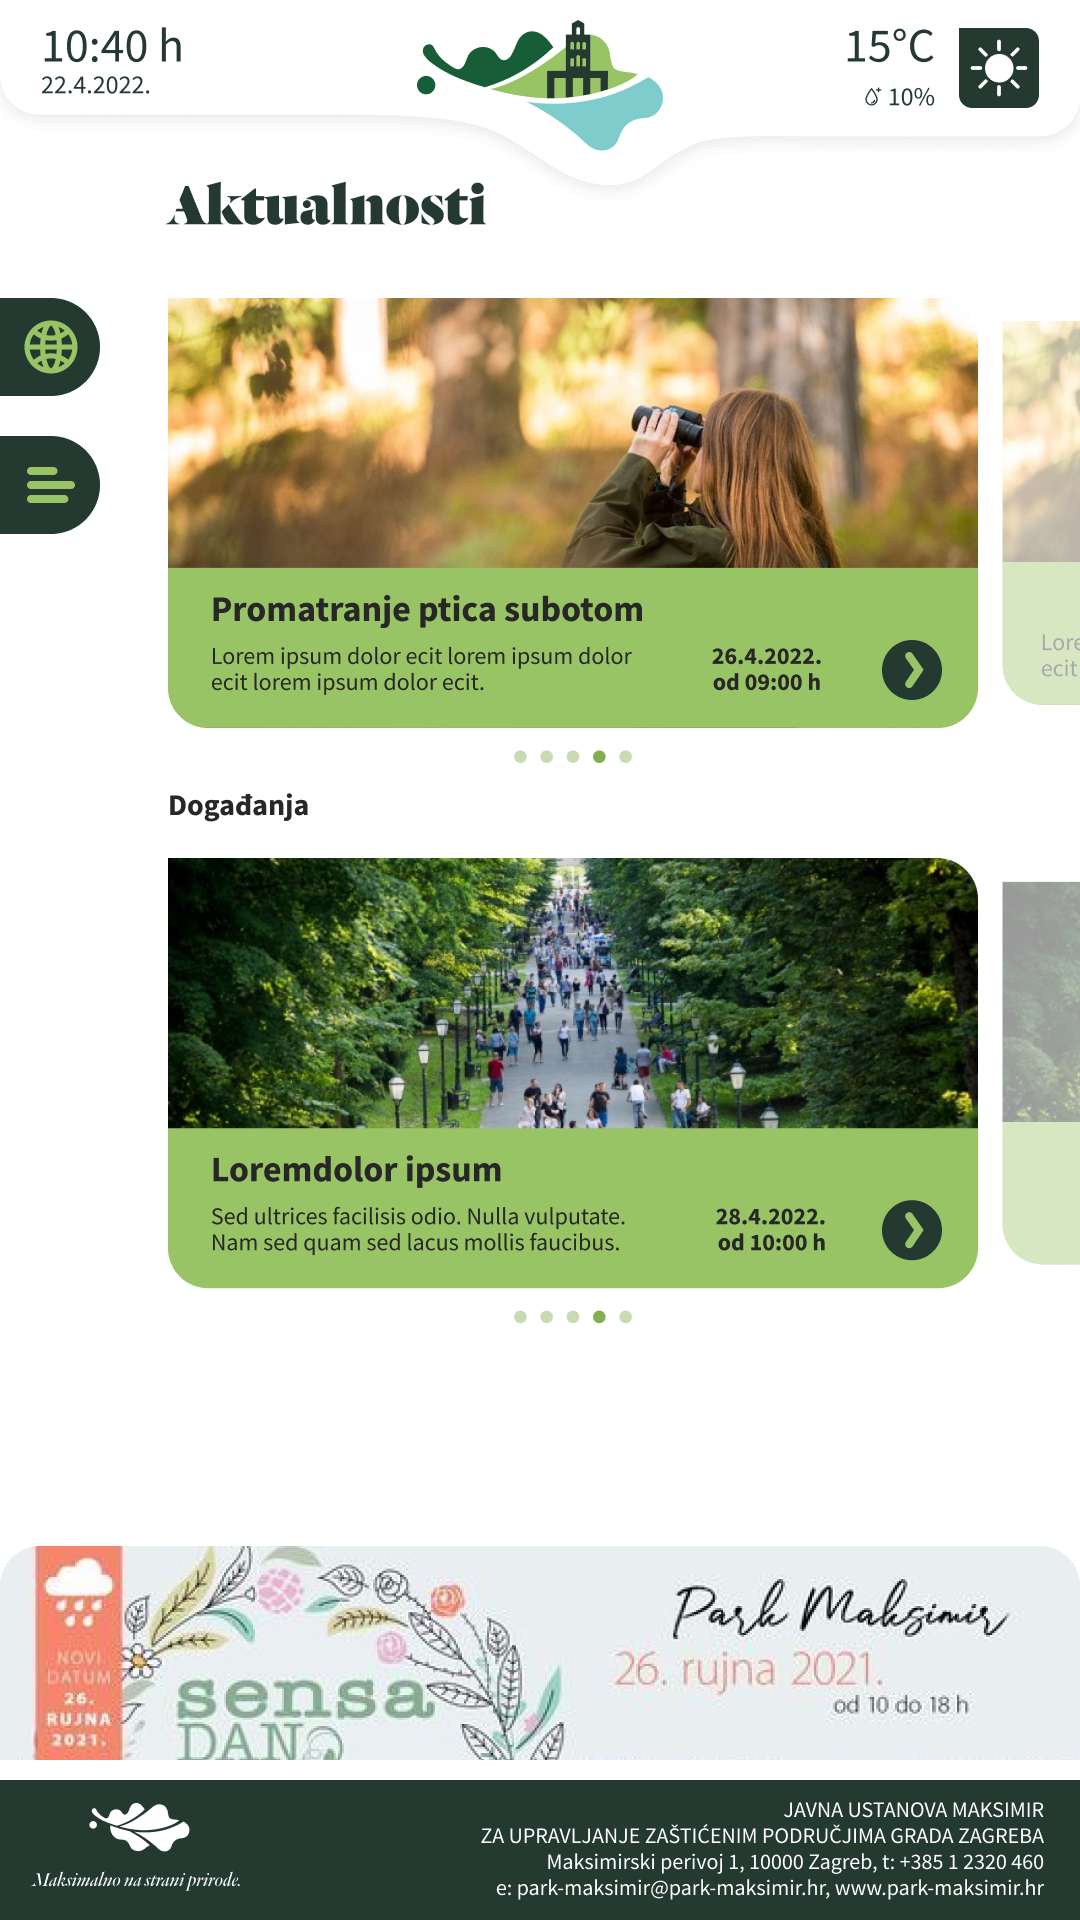 10:40 h
22.4.2022.
15°C
10%
Aktualnosti
Promatranje ptica subotom
Lorem ipsum dolor ecit lorem ipsum dolor
ecit lorem ipsum dolor ecit.
26.4.2022.
od 09:00 h
Lore
ecit
Događanja
Loremdolor ipsum
Sed ultrices facilisis odio. Nulla vulputate.
Nam sed quam sed lacus mollis faucibus.
28.4.2022.
od 10:00 h
NOVI
DATUM
26.
RUJNA
2021.
sensa
DAN
Park Maksimir
26. rujna 2021.
od 10 do 18 h
Maksimalno na strani prirode.
JAVNA USTANOVA MAKSIMIR
ZA UPRAVLJANJE ZAŠTIĆENIM PODRUČJIMA GRADA ZAGREBA
Maksimirski perivoj 1, 10000 Zagreb, t: +385 1 2320 460
e: park-maksimir@park-maksimir.hr, www.park-maksimir.hr